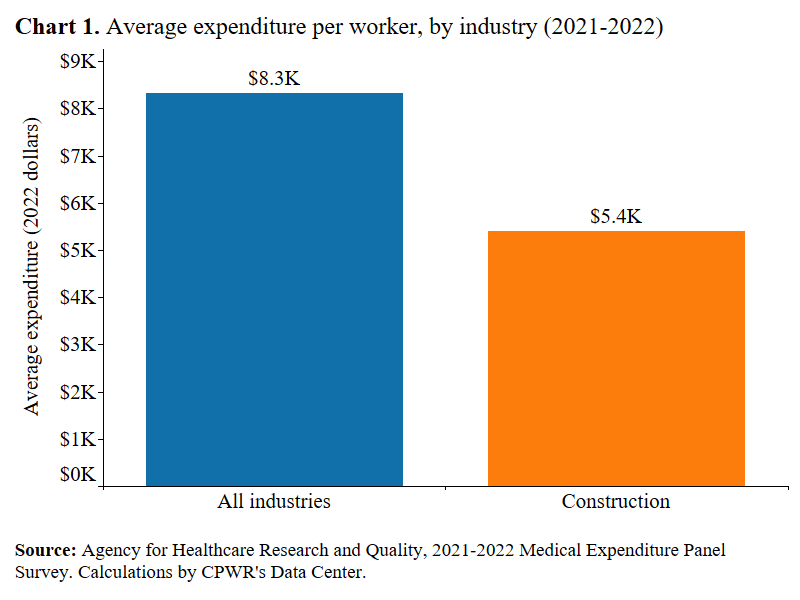 Chart 1. Average expenditure per worker, by industry (2021-2022)
Average expenditure (2022 dollars)
$9K
$8K
$7K
$6K
$5K
$4K
$3K
$2K
$1K
$0K
$8.3K
$5.4K
All industries
Construction
Source: Agency for Healthcare Research and Quality, 2021-2022 Medical Expenditure Panel
Survey. Calculations by CPWR's Data Center.